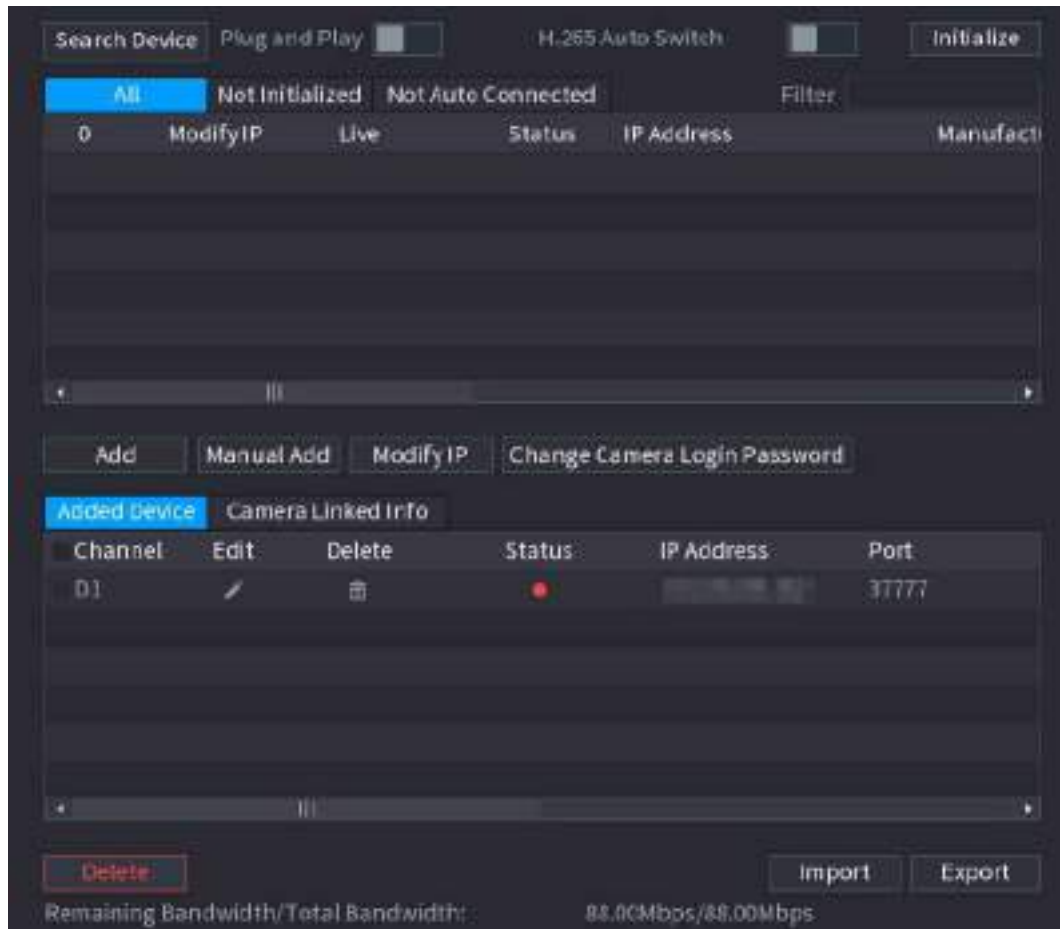 Search Device Plug and Play H.265 Auto Switch Initialize
All Not Initialized Not Auto Connected Filter
0 Modify IP Live Status IP Address Manufact
Add Manual Add Modify IP Change Camera Login Password
Added Device Camera Linked Info
Channel Edit Delete Status IP Address Port
D1 37777
Delete Import Export
Remaining Bandwidth/Total Bandwidth: 88.00Mbps/88.00Mbps